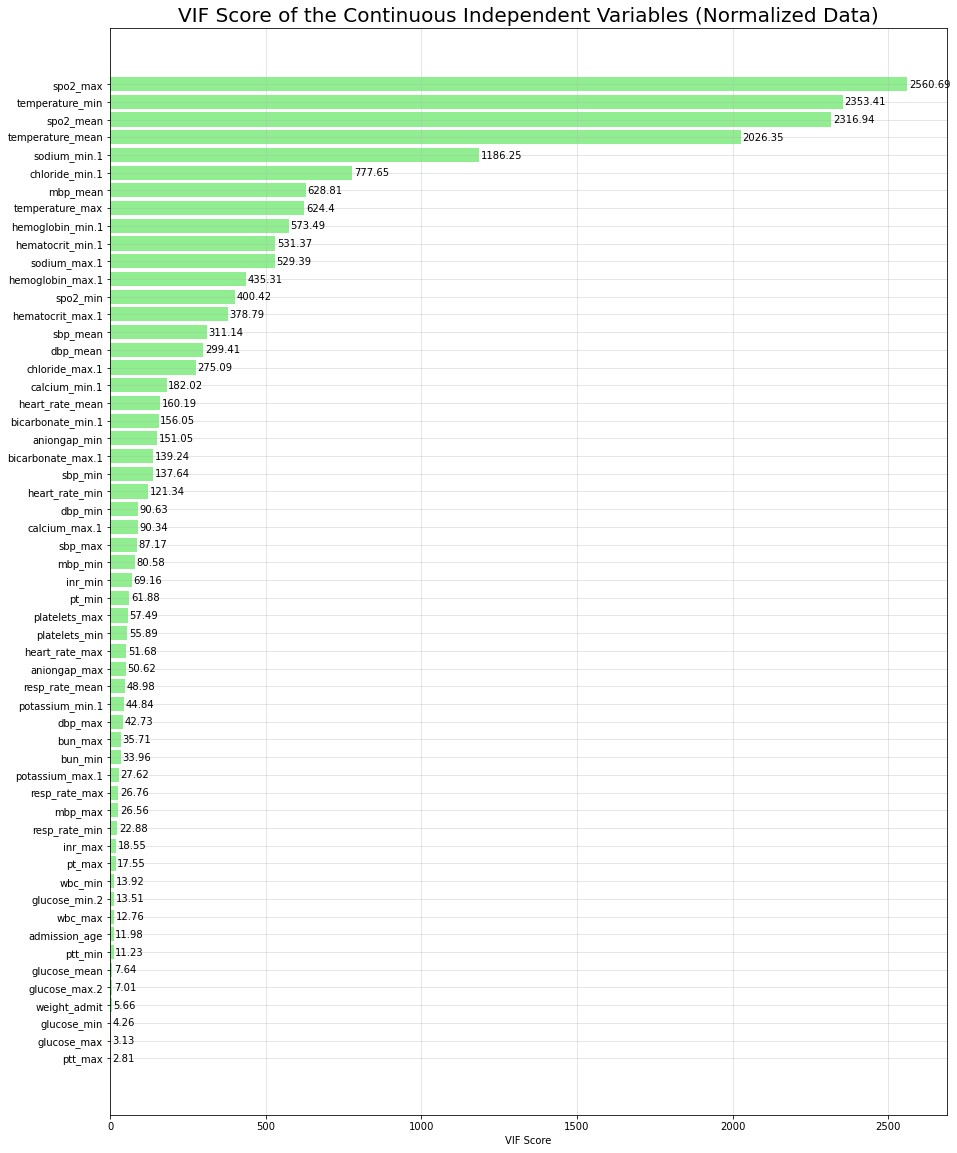 VIF Score of the Continuous Independent Variables (Normalized Data)
spo2_max 2560.69
temperature_min 2353.41
spo2_mean 2316.94
temperature_mean 2026.35
sodium_min.1 1186.25
chloride_min.1 777.65
mbp_mean 628.81
temperature_max 624.4
hemoglobin_min.1 573.49
hematocrit_min.1 531.37
sodium_max.1 529.39
hemoglobin_max.1 435.31
spo2_min 400.42
hematocrit_max.1 378.79
sbp_mean 311.14
dbp_mean 299.41
chloride_max.1 275.09
calcium_min.1 182.02
heart_rate_mean 160.19
bicarbonate_min.1 156.05
aniongap_min 151.05
bicarbonate_max.1 139.24
sbp_min 137.64
heart_rate_min 121.34
dbp_min 90.63
calcium_max.1 90.34
sbp_max 87.17
mbp_min 80.58
inr_min 69.16
pt_min 61.88
platelets_max 57.49
platelets_min 55.89
heart_rate_max 51.68
aniongap_max 50.62
resp_rate_mean 48.98
potassium_min.1 44.84
dbp_max 42.73
bun_max 35.71
bun_min 33.96
potassium_max.1 27.62
resp_rate_max 26.76
mbp_max 26.56
resp_rate_min 22.88
inr_max 18.55
pt_max 17.55
wbc_min 13.92
glucose_min.2 13.51
wbc_max 12.76
admission_age 11.98
ptt_min 11.23
glucose_mean 7.64
glucose_max.2 7.01
weight_admit 5.66
glucose_min 4.26
glucose_max 3.13
ptt_max 2.81
0 500 1000 1500 2000 2500
VIF Score